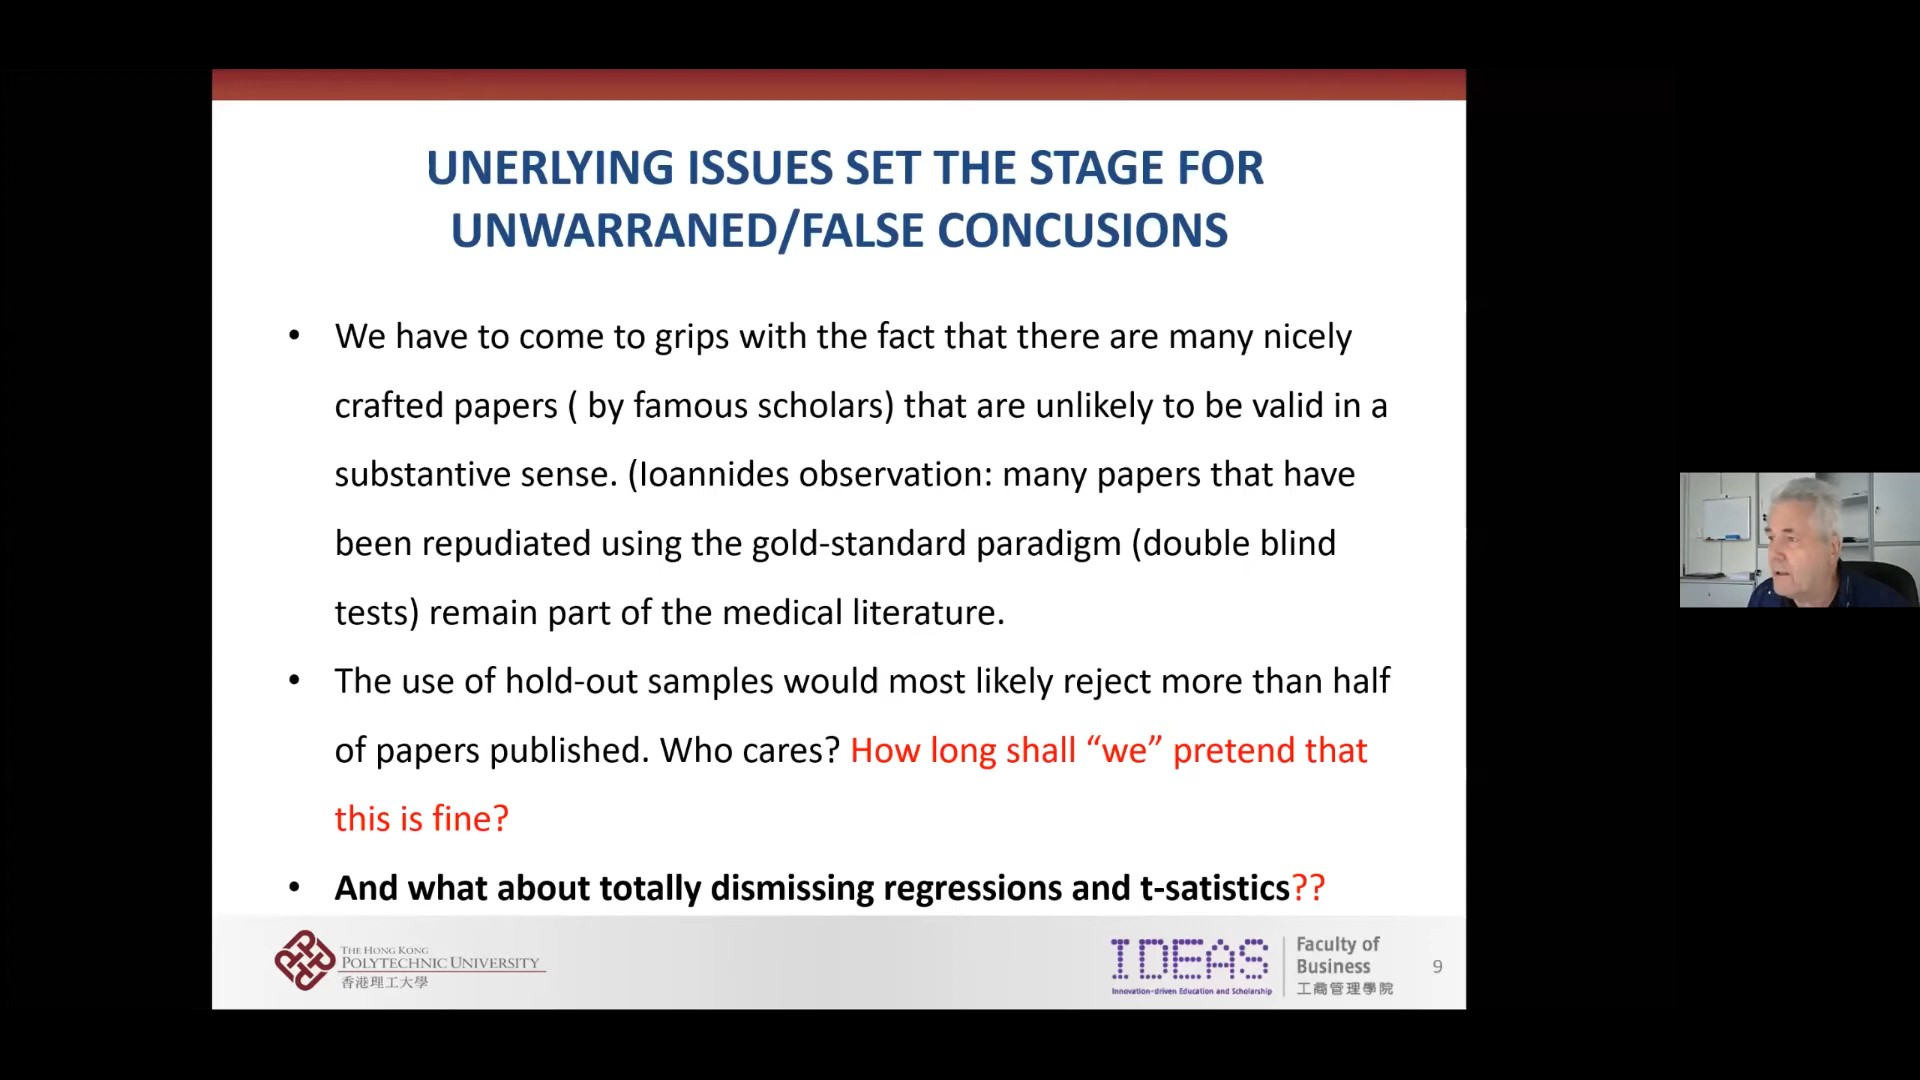 UNERLYING ISSUES SET THE STAGE FOR
UNWARRANED/FALSE CONCUSIONS
• We have to come to grips with the fact that there are many nicely
crafted papers ( by famous scholars) that are unlikely to be valid in a
substantive sense. (Ioannides observation: many papers that have
been repudiated using the gold-standard paradigm (double blind
tests) remain part of the medical literature.
• The use of hold-out samples would most likely reject more than half
of papers published. Who cares? How long shall “we” pretend that
this is fine?
• And what about totally dismissing regressions and t-satistics??
THE HONG KONG
POLYTECHNIC UNIVERSITY
香港理工大學
IDEAS
Innovation-driven Education and Scholarship
Faculty of
Business
工商管理學院
9